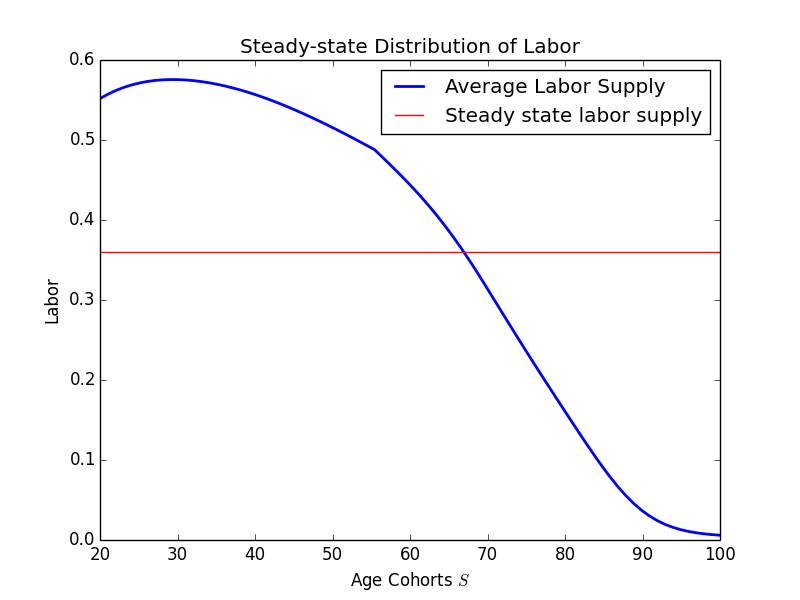 Steady-state Distribution of Labor
Average Labor Supply
Steady state labor supply
0.6
0.5
0.4
0.3
0.2
0.1
0.0
Labor
20 30 40 50 60 70 80 90 100
Age Cohorts S